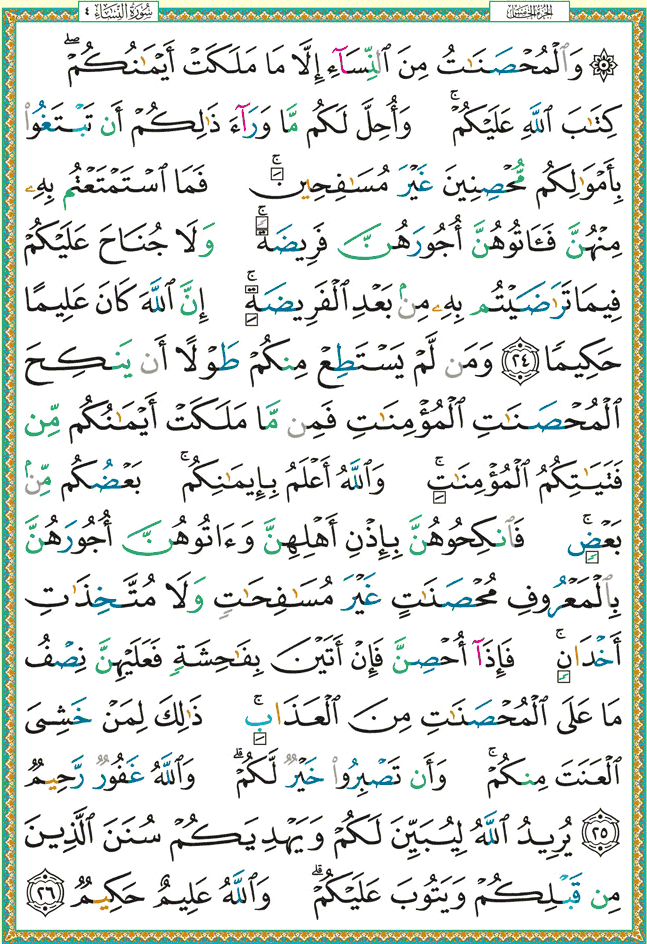 سُورَةُ النِّسَاءِ ٤
الجُزْءُ الخَامِسُ
۞ وَٱلْمُحْصَنَٰتُ مِنَ ٱلنِّسَآءِ إِلَّا مَا مَلَكَتْ أَيْمَٰنُكُمْ ۖ
كِتَٰبَ ٱللَّهِ عَلَيْكُمْ ۚ وَأُحِلَّ لَكُم مَّا وَرَآءَ ذَٰلِكُمْ أَن تَبْتَغُوا۟
بِأَمْوَٰلِكُم مُّحْصِنِينَ غَيْرَ مُسَٰفِحِينَ ۚ فَمَا ٱسْتَمْتَعْتُم بِهِۦ
مِنْهُنَّ فَـَٔاتُوهُنَّ أُجُورَهُنَّ فَرِيضَةً ۚ وَلَا جُنَاحَ عَلَيْكُمْ
فِيمَا تَرَٰضَيْتُم بِهِۦ مِنۢ بَعْدِ ٱلْفَرِيضَةِ ۚ إِنَّ ٱللَّهَ كَانَ عَلِيمًا
حَكِيمًا ٢٤ وَمَن لَّمْ يَسْتَطِعْ مِنكُمْ طَوْلًا أَن يَنكِحَ
ٱلْمُحْصَنَٰتِ ٱلْمُؤْمِنَٰتِ فَمِن مَّا مَلَكَتْ أَيْمَٰنُكُم مِّن
فَتَيَٰتِكُمُ ٱلْمُؤْمِنَٰتِ ۚ وَٱللَّهُ أَعْلَمُ بِإِيمَٰنِكُم ۚ بَعْضُكُم مِّنۢ
بَعْضٍ ۚ فَٱنكِحُوهُنَّ بِإِذْنِ أَهْلِهِنَّ وَءَاتُوهُنَّ أُجُورَهُنَّ
بِٱلْمَعْرُوفِ مُحْصَنَٰتٍ غَيْرَ مُسَٰفِحَٰتٍ وَلَا مُتَّخِذَٰتِ
أَخْدَانٍ ۚ فَإِذَآ أُحْصِنَّ فَإِنْ أَتَيْنَ بِفَٰحِشَةٍ فَعَلَيْهِنَّ نِصْفُ
مَا عَلَى ٱلْمُحْصَنَٰتِ مِنَ ٱلْعَذَابِ ۚ ذَٰلِكَ لِمَنْ خَشِىَ
ٱلْعَنَتَ مِنكُمْ ۚ وَأَن تَصْبِرُوا۟ خَيْرٌ لَّكُمْ ۗ وَٱللَّهُ غَفُورٌ رَّحِيمٌ
٢٥ يُرِيدُ ٱللَّهُ لِيُبَيِّنَ لَكُمْ وَيَهْدِيَكُمْ سُنَنَ ٱلَّذِينَ
مِن قَبْلِكُمْ وَيَتُوبَ عَلَيْكُمْ ۗ وَٱللَّهُ عَلِيمٌ حَكِيمٌ ٢٦